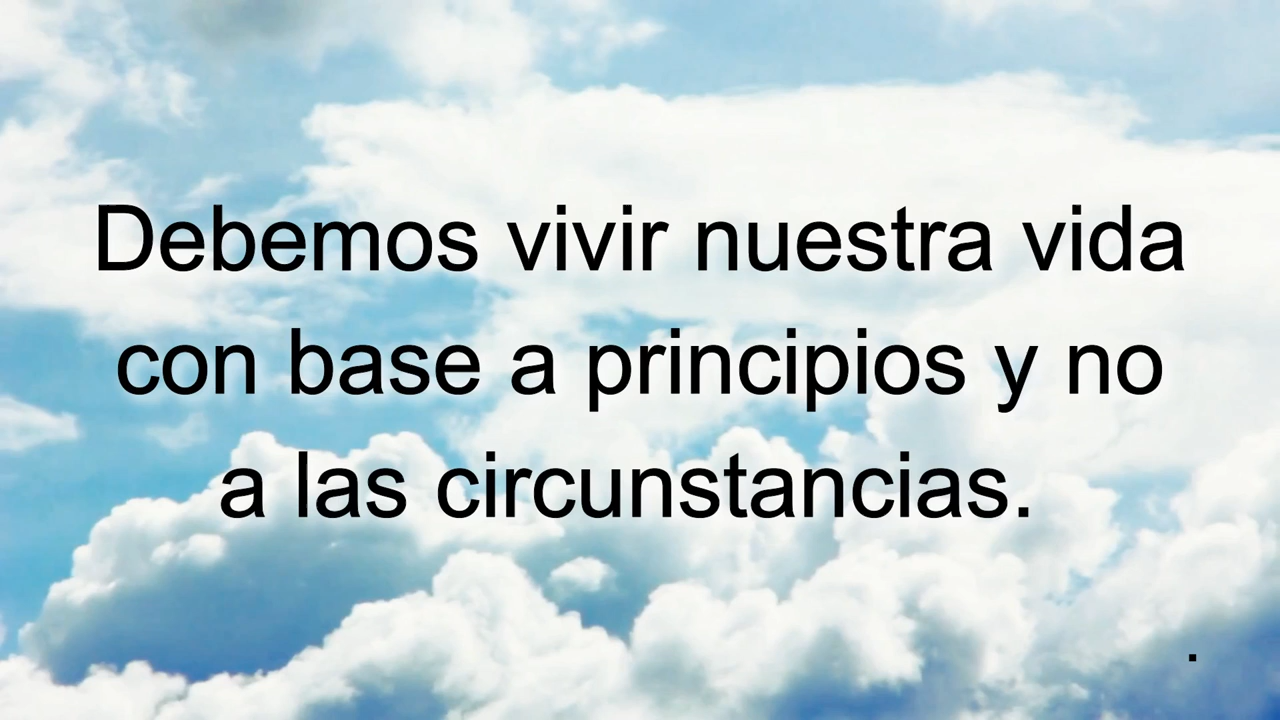 Debemos vivir nuestra vida
con base a principios y no
a las circunstancias.
.